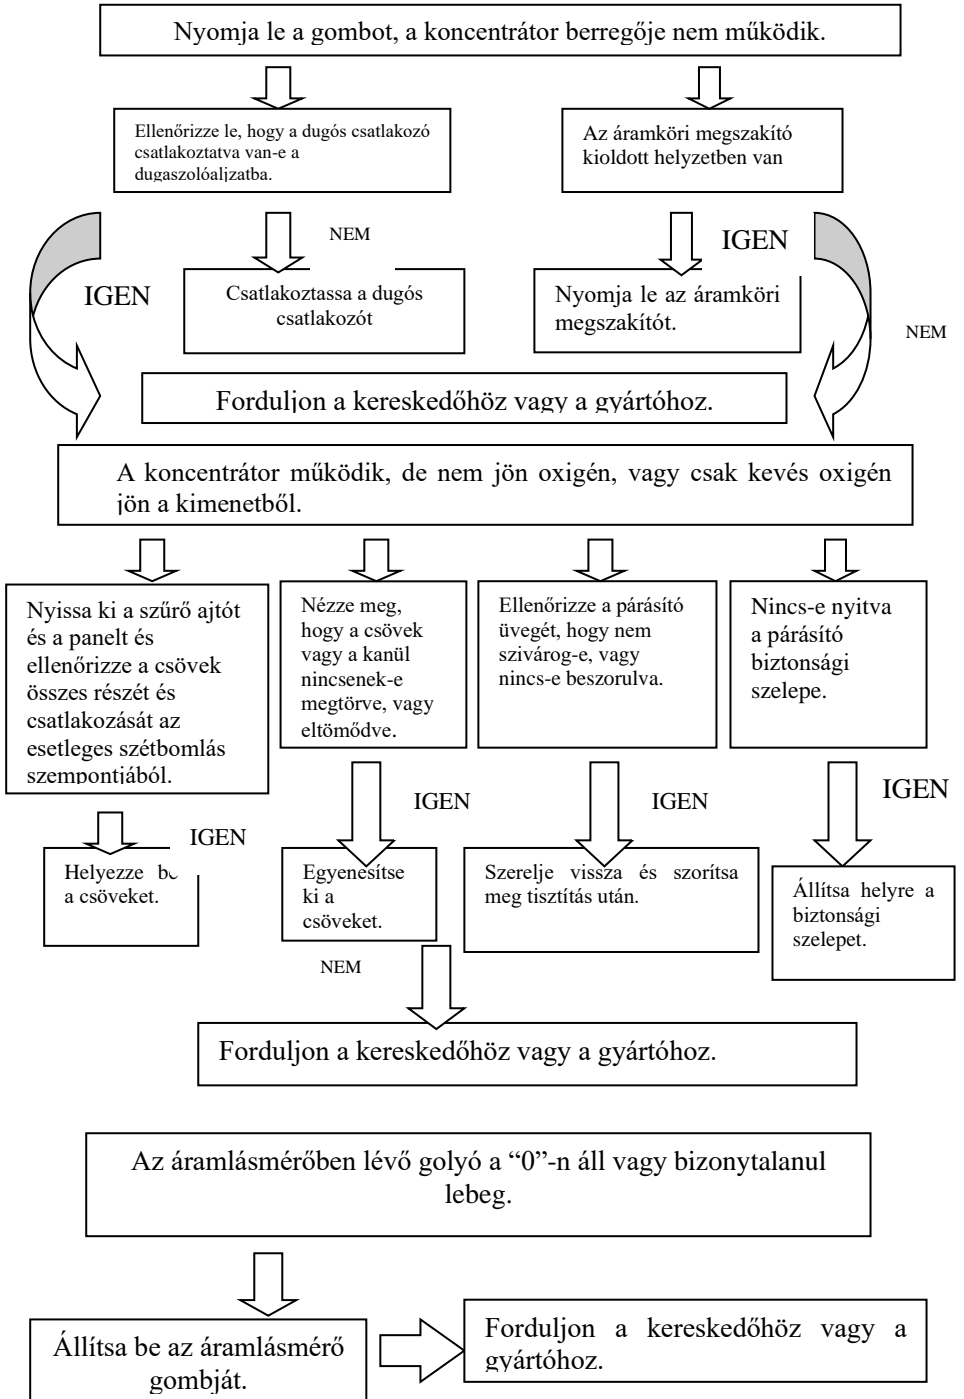 Nyomja le a gombot, a koncentrátor berregője nem működik.
Ellenőrizze le, hogy a dugós csatlakozó
csatlakoztatva van-e a
dugaszolóaljzatba.
Az áramköri megszakító
kioldott helyzetben van
NEM
IGEN
IGEN
Csatlakoztassa a dugós
csatlakozót
Nyomja le az áramköri
megszakítót.
NEM
Forduljon a kereskedőhöz vagy a gyártóhoz.
A koncentrátor működik, de nem jön oxigén, vagy csak kevés oxigén
jön a kimenetből.
Nyissa ki a szűrő ajtót
és a panelt és
ellenőrizze a csövek
összes részét és
csatlakozását az
esetleges szétbomlás
szempontjából.
Nézze meg,
hogy a csövek
vagy a kanül
nincsenek-e
megtörve, vagy
eltömődve.
Ellenőrizze a párásító
üvegét, hogy nem
szivárog-e, vagy
nincs-e beszorulva.
Nincs-e nyitva
a párásító
biztonsági
szelepe.
IGEN
IGEN
IGEN
IGEN
Helyezze be
a csöveket.
Egyenesítse
ki a
csöveket.
Szerelje vissza és szorítsa
meg tisztítás után.
Állítsa helyre a
biztonsági
szelepet.
NEM
Forduljon a kereskedőhöz vagy a gyártóhoz.
Az áramlásmérőben lévő golyó a “0”-n áll vagy bizonytalanul
lebeg.
Állítsa be az áramlásmérő
gombját.
Forduljon a kereskedőhöz vagy a
gyártóhoz.